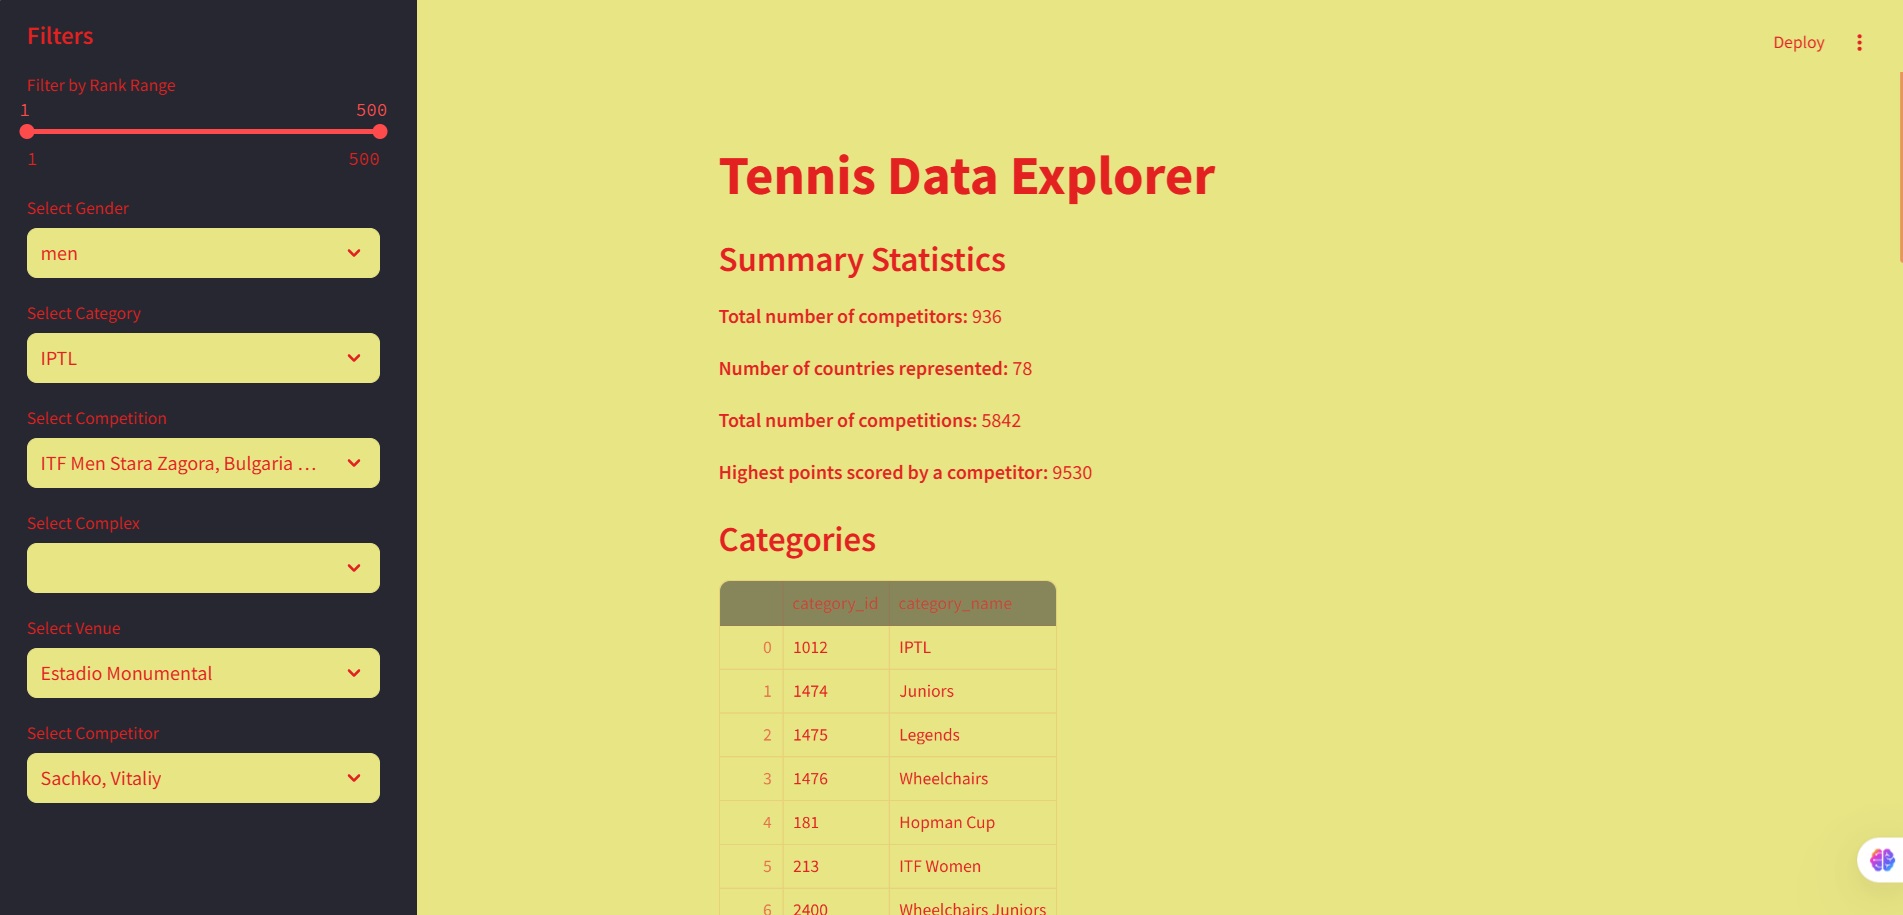 Filters
Filter by Rank Range
1 500
1 500
Select Gender
men
Select Category
IPTL
Select Competition
ITF Men Stara Zagora, Bulgaria …
Select Complex
Select Venue
Estadio Monumental
Select Competitor
Sachko, Vitaliy
Deploy
Tennis Data Explorer
Summary Statistics
Total number of competitors: 936
Number of countries represented: 78
Total number of competitions: 5842
Highest points scored by a competitor: 9530
Categories
category_id category_name
0 1012 IPTL
1 1474 Juniors
2 1475 Legends
3 1476 Wheelchairs
4 181 Hopman Cup
5 213 ITF Women
6 2400 Wheelchairs Juniors